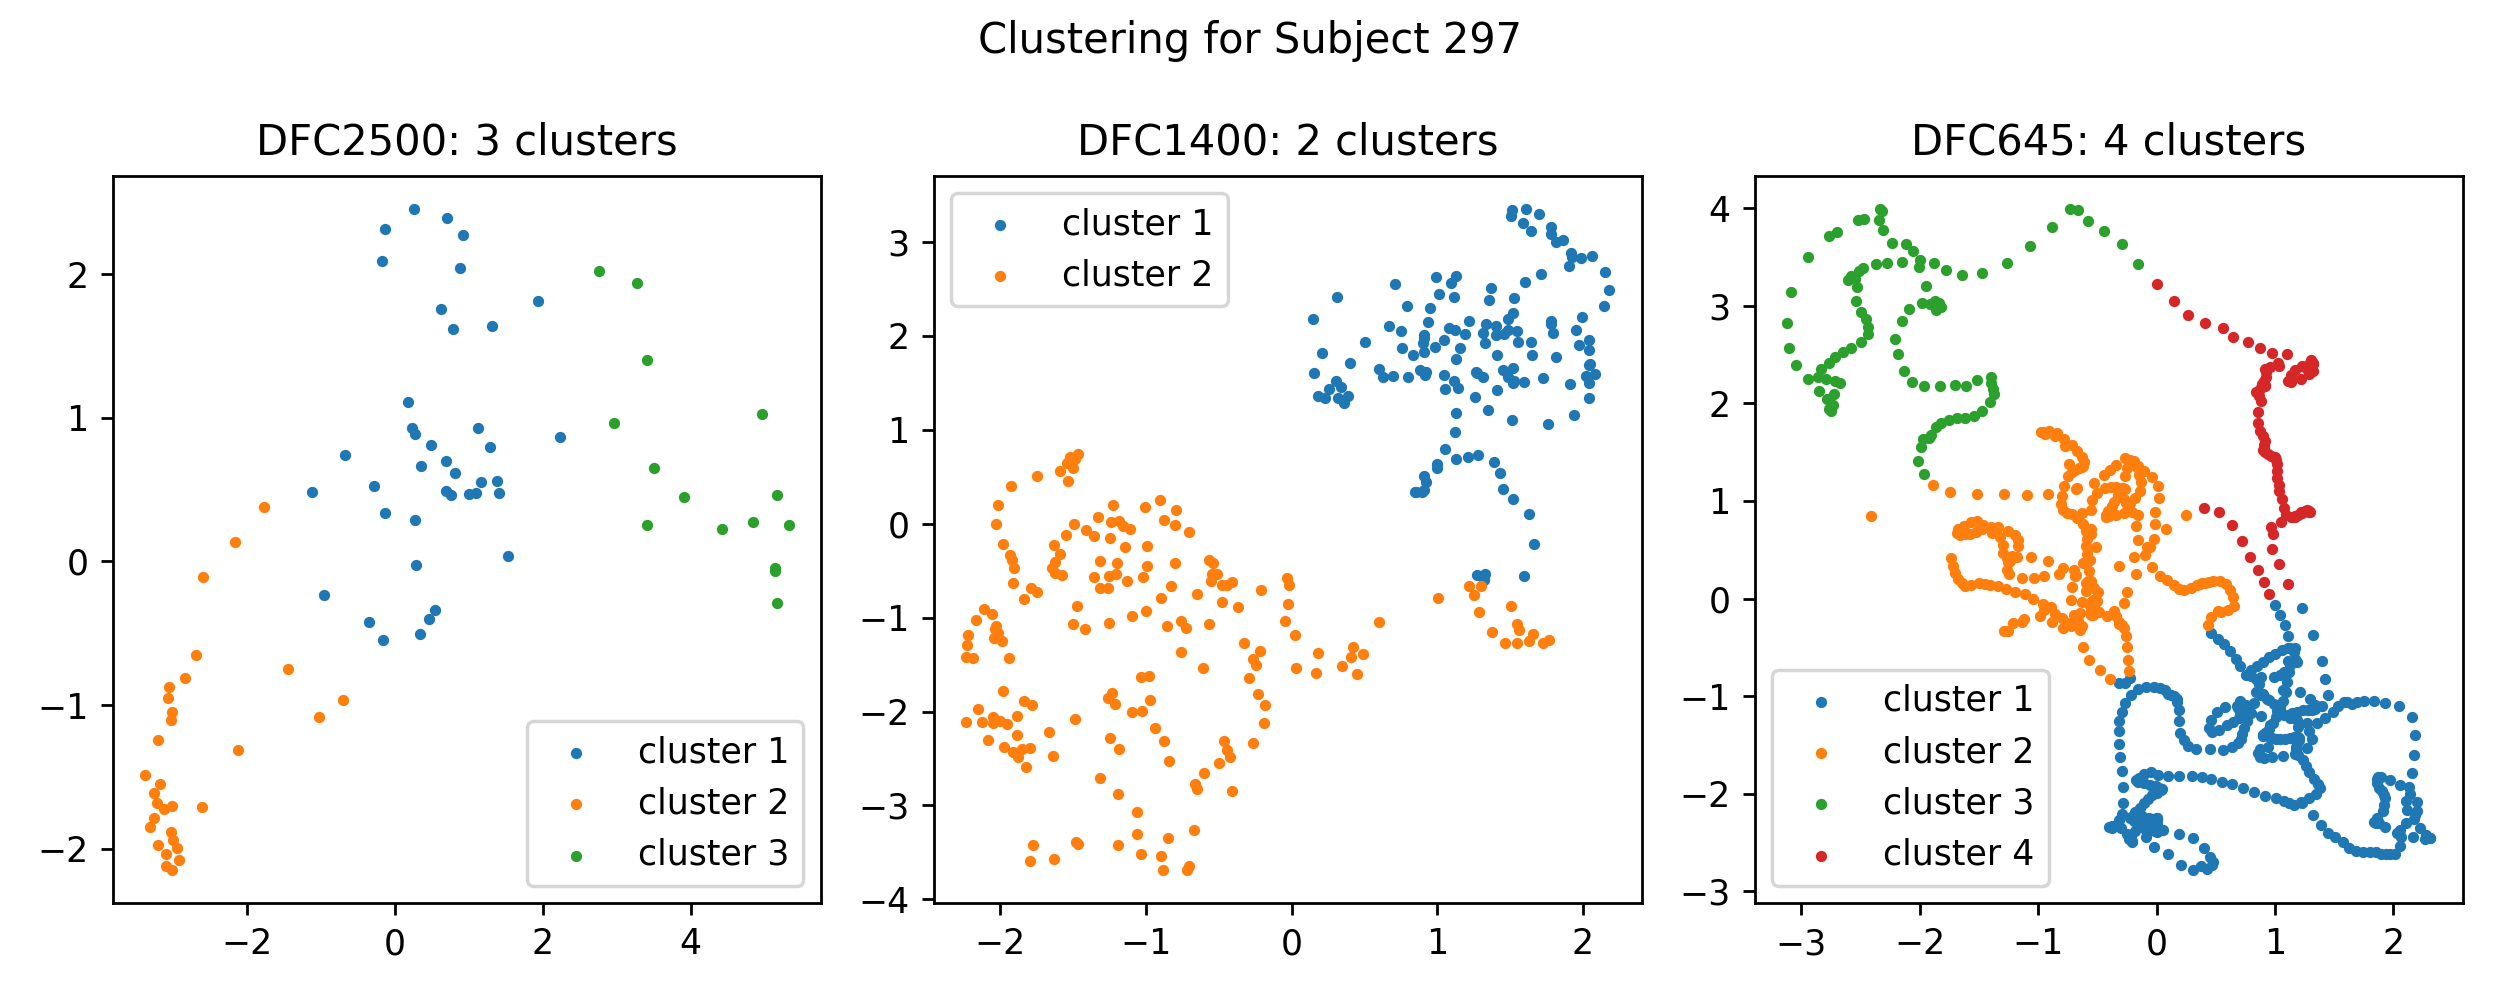 Clustering for Subject 297
DFC2500: 3 clusters
2
1
0
−1
−2
−2
0
2
4
cluster 1
cluster 2
cluster 3
DFC1400: 2 clusters
cluster 1
cluster 2
3
2
1
0
−1
−2
−3
−4
−2
−1
0
1
2
DFC645: 4 clusters
4
3
2
1
0
−1
−2
−3
−3
−2
−1
0
1
2
cluster 1
cluster 2
cluster 3
cluster 4